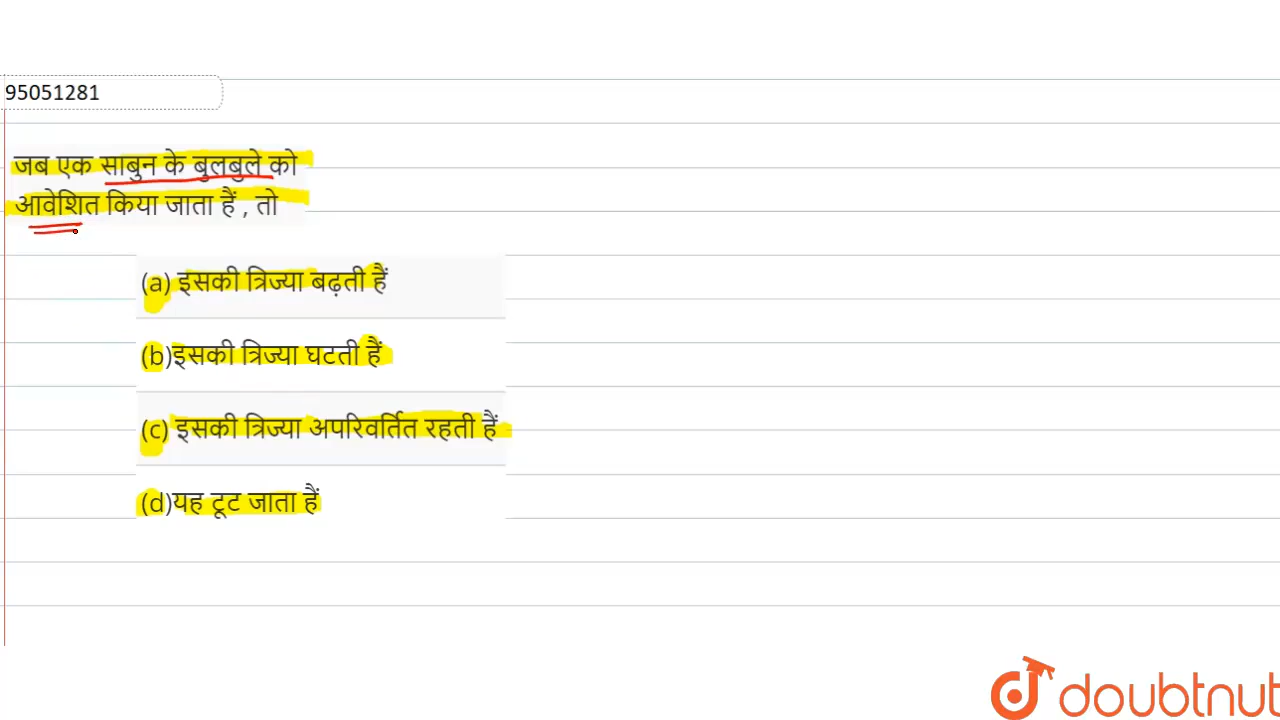 95051281
जब एक साबुन के बुलबुले को
आवेशित किया जाता हैं , तो
(a) इसकी त्रिज्या बढ़ती हैं
(b)इसकी त्रिज्या घटती हैं
(c) इसकी त्रिज्या अपरिवर्तित रहती हैं
(d)यह टूट जाता हैं
doubtnut